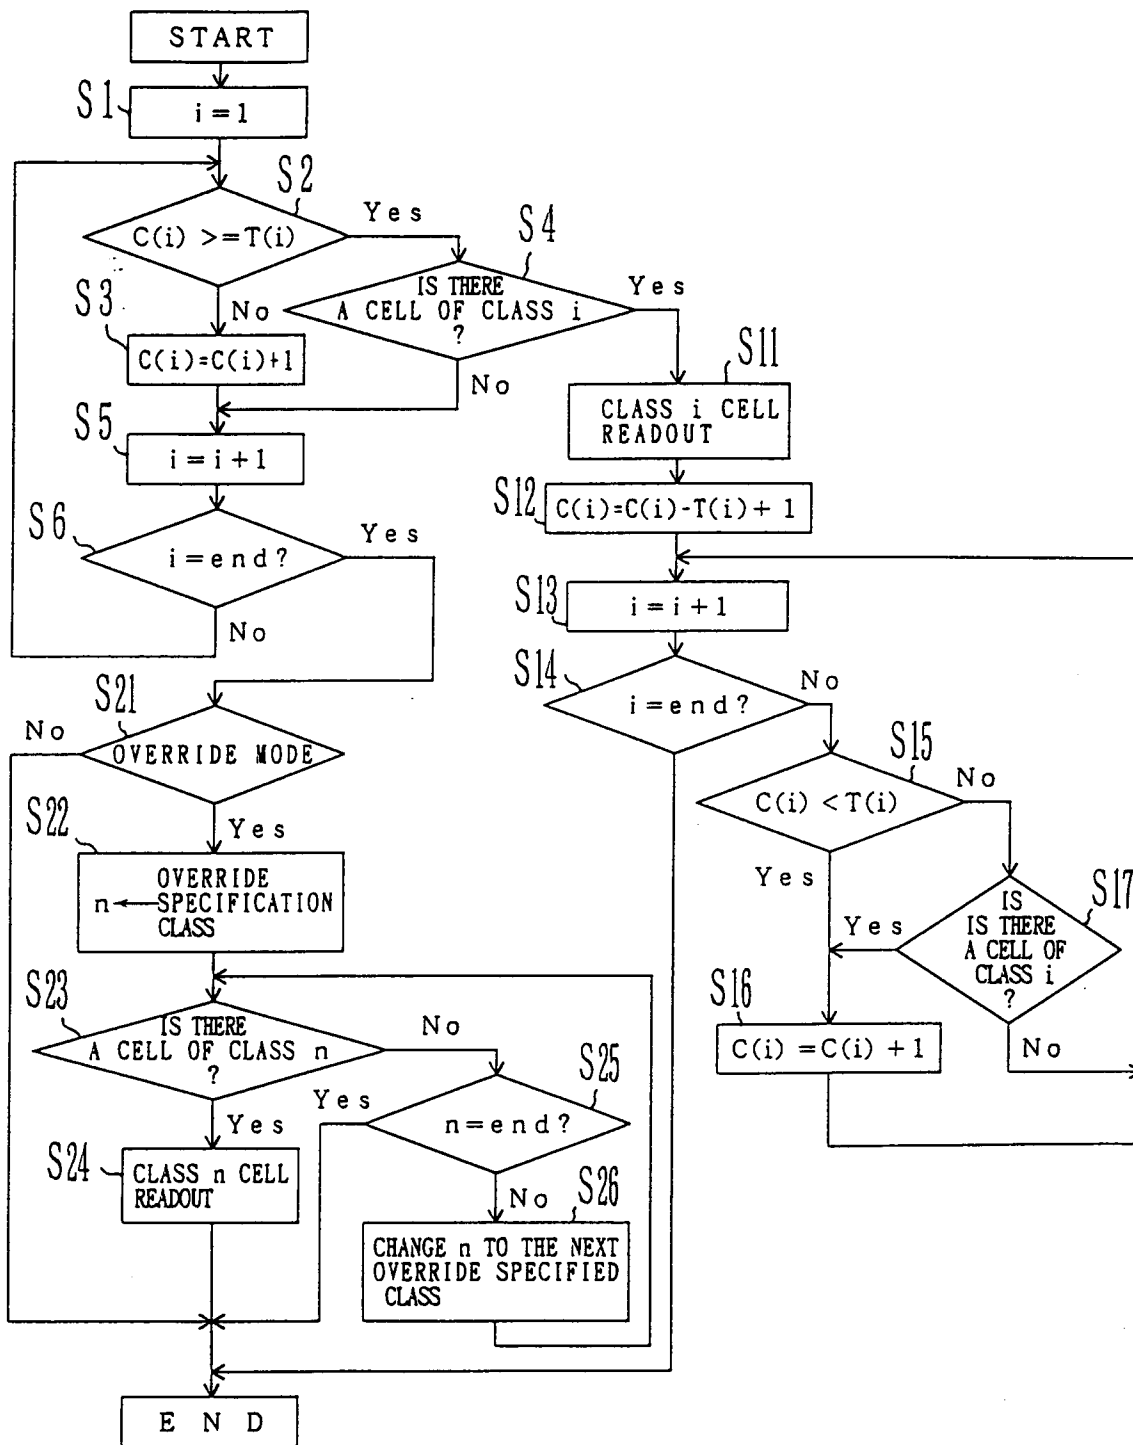 START
S1
i=1
S2
C(i) >=T(i)
Yes
S4
IS THERE
A CELL OF CLASS i
?
Yes
No
S3
C(i)=C(i)+1
No
S11
CLASS i CELL
READOUT
S5
i=i+1
S12
C(i)=C(i)-T(i)+1
S6
i=end?
Yes
No
S13
i=i+1
S14
i=end?
No
S21
No
OVERRIDE MODE
Yes
S15
C(i) <T(i)
No
Yes
S22
n←OVERRIDE
SPECIFICATION
CLASS
S17
IS
IS THERE
A CELL OF
CLASS i
?
Yes
No
S16
C(i) =C(i) +1
S23
IS THERE
A CELL OF CLASS n
?
No
Yes
S25
n=end?
Yes
No
S24
CLASS n CELL
READOUT
S26
CHANGE n TO THE NEXT
OVERRIDE SPECIFIED
CLASS
END